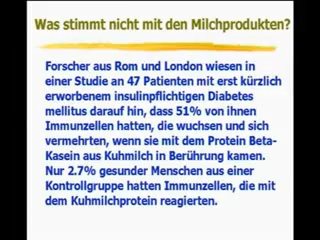 Was stimmt nicht mit den Milchprodukten?
Forscher aus Rom und London wiesen in
einer Studie an 47 Patienten mit erst kürzlich
erworbenem insulinpflichtigen Diabetes
mellitus darauf hin, dass 51% von ihnen
Immunzellen hatten, die wuchsen und sich
vermehrten, wenn sie mit dem Protein Beta-
Kasein aus Kuhmilch in Berührung kamen.
Nur 2.7% gesunder Menschen aus einer
Kontrollgruppe hatten Immunzellen, die mit
dem Kuhmilchprotein reagierten.